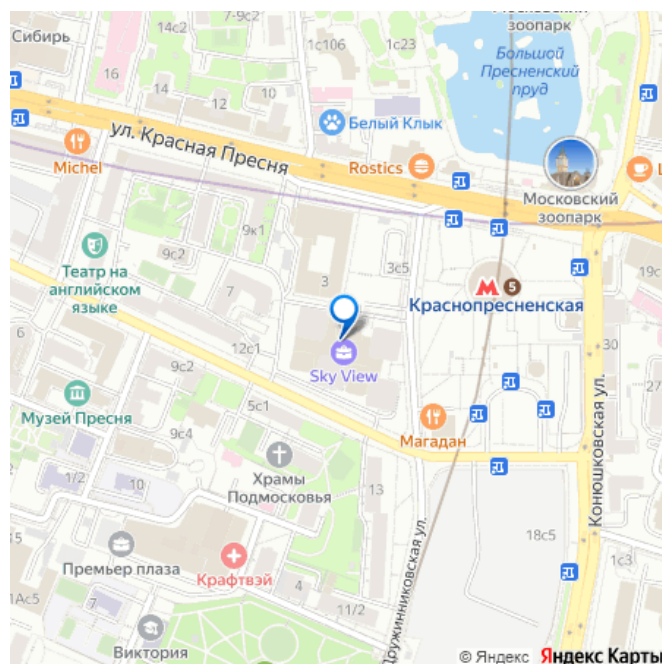 Московский
зоопарк
7-9с2
14с2
1с106
1с23
Сибирь
16
14
12
10
Большой
Пресненский
пруд
ул. Красная Пресня
Белый Клык
Michel
Rostics
Московский
зоопарк
9к1
9с2
3с5
19с
Театр на
английском
языке
7
3
М 5
Краснопресненская
6
12с1
30
9с2
Sky View
27
Музей Пресня
5с1
9с4
Магадан
Конюшковская ул.
1/2
10
Храмы
Подмосковья
13
15
18с5
Премьер плаза
Крафтвэй
1с3
4
1Ас5
7
11/2
Дружинниковская ул.
Виктория
© Яндекс Яндекс Карты